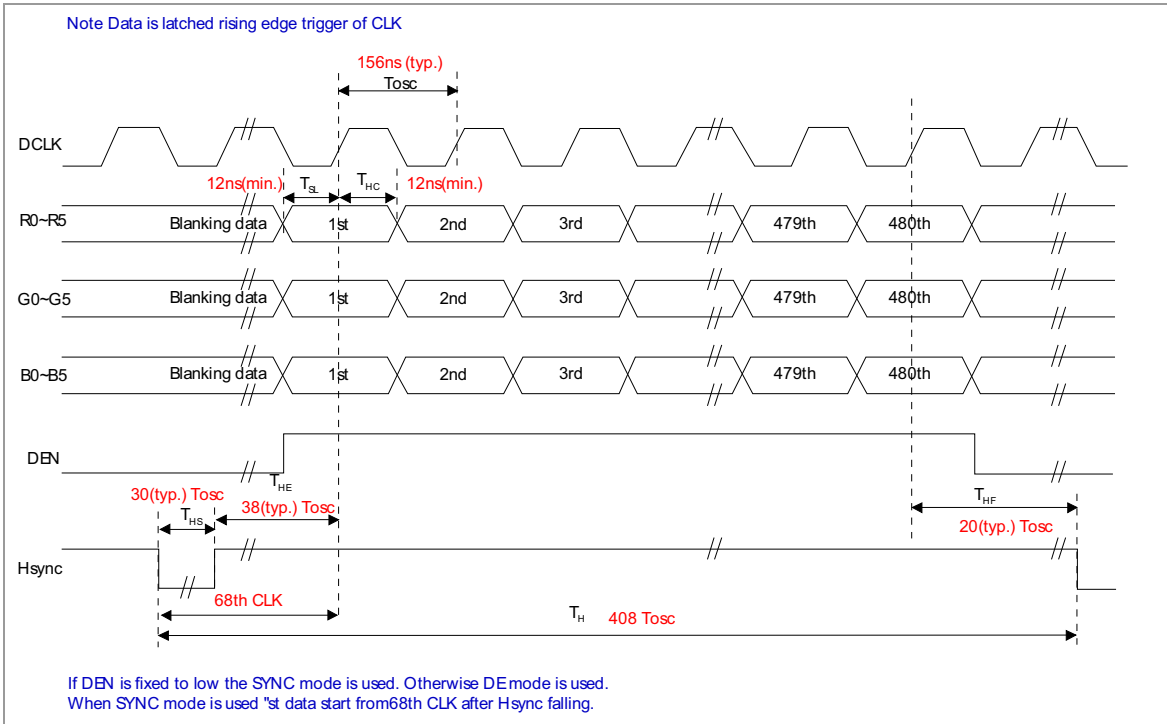 Note Data is latched rising edge trigger of CLK
156ns (typ.)
Tosc
DCLK
12ns(min.) TSL THC 12ns(min.)
R0~R5 Blanking data 1st 2nd 3rd 479th 480th
G0~G5 Blanking data 1st 2nd 3rd 479th 480th
B0~B5 Blanking data 1st 2nd 3rd 479th 480th
DEN
THE
30(typ.) Tosc
38(typ.) Tosc
THS
THF
20(typ.) Tosc
Hsync
68th CLK
TH 408 Tosc
If DEN is fixed to low the SYNC mode is used. Otherwise DE mode is used.
When SYNC mode is used "st data start from68th CLK after Hsync falling.